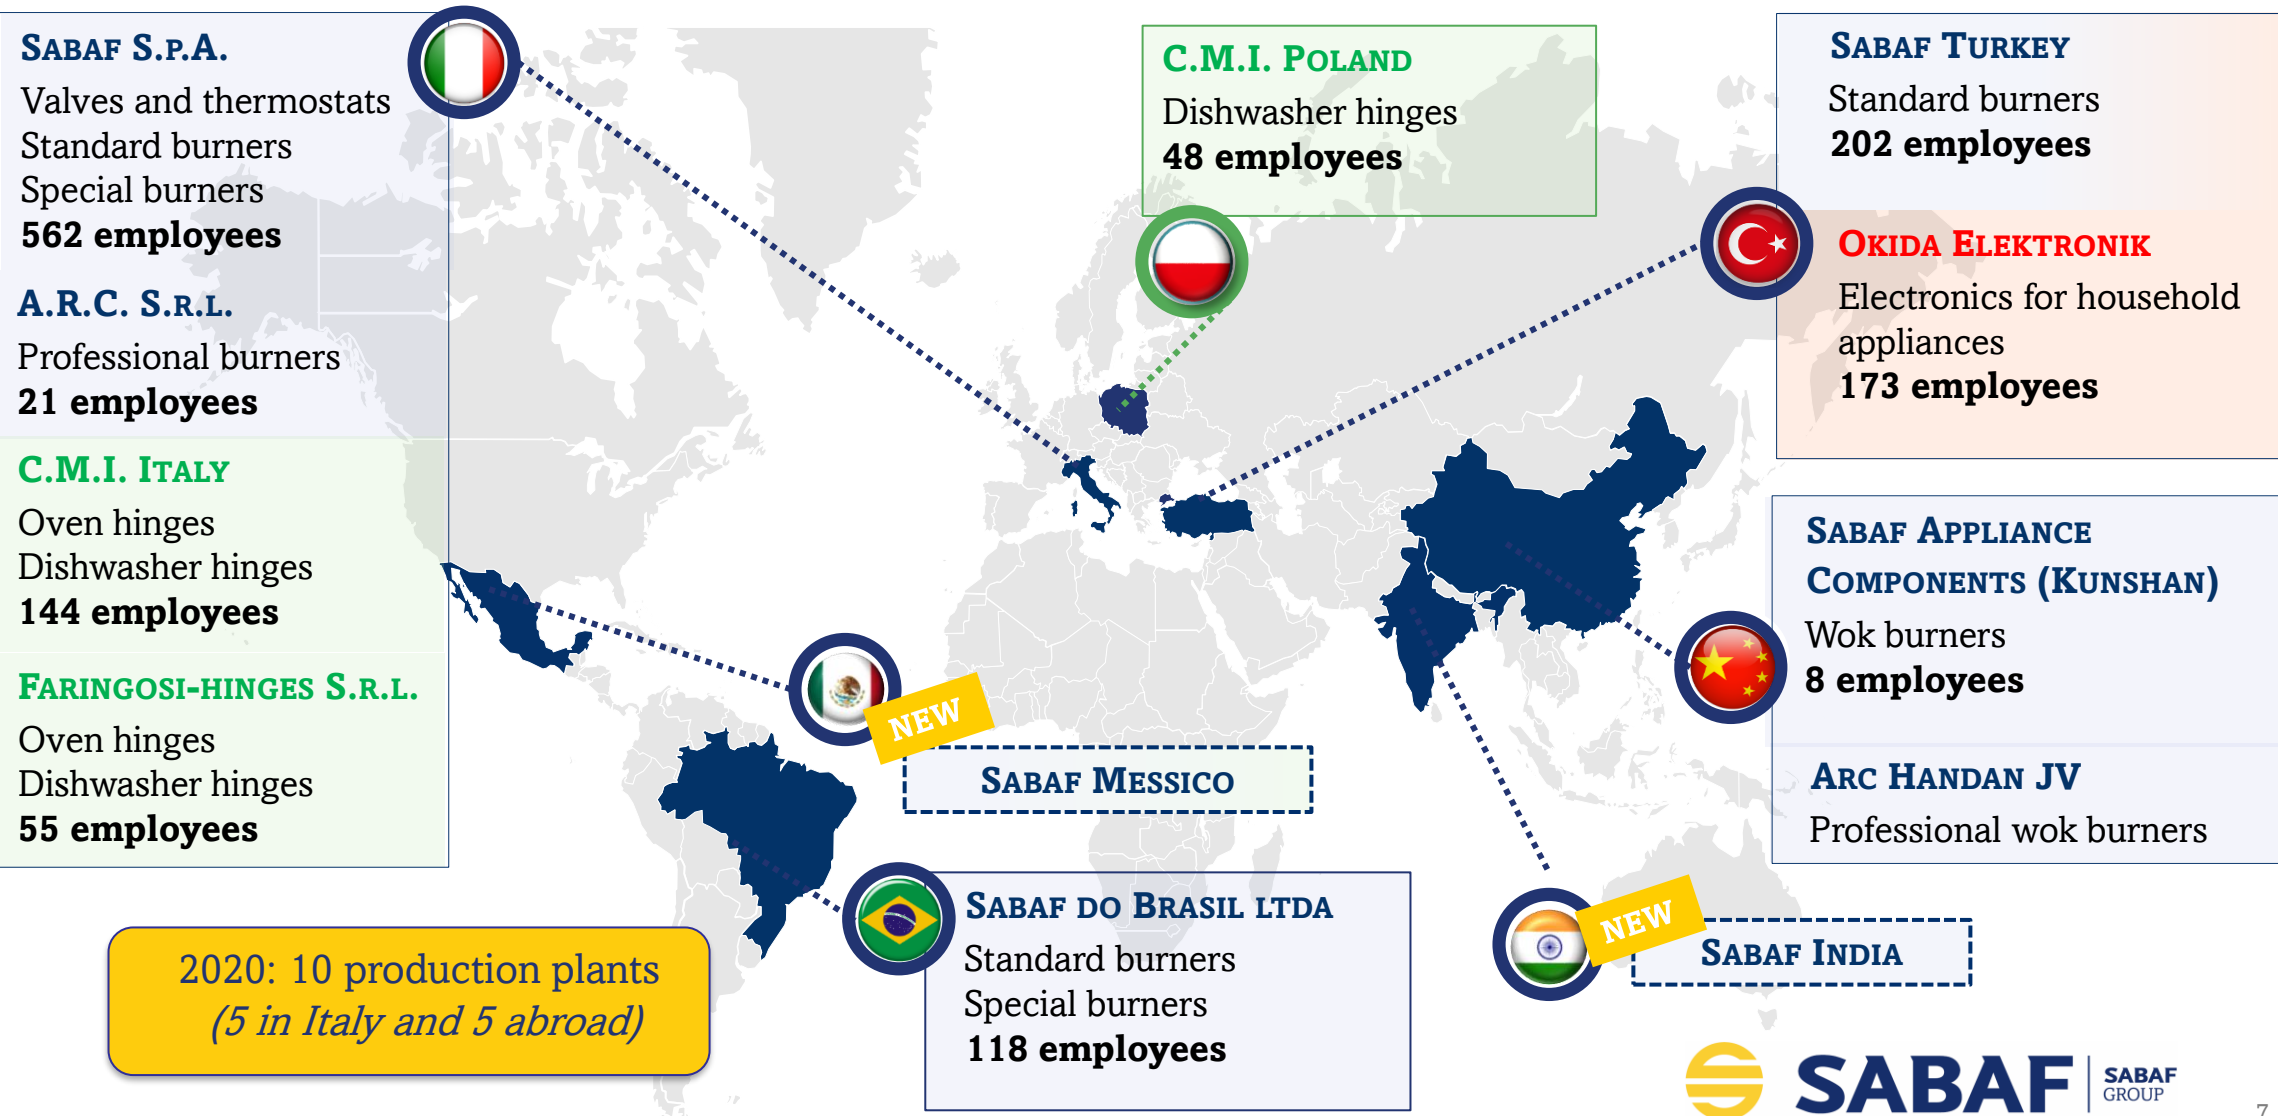 SABAF S.P.A.
Valves and thermostats
Standard burners
Special burners
562 employees
A.R.C. S.R.L.
Professional burners
21 employees
C.M.I. ITALY
Oven hinges
Dishwasher hinges
144 employees
FARINGOSI-HINGES S.R.L.
Oven hinges
Dishwasher hinges
55 employees
C.M.I. POLAND
Dishwasher hinges
48 employees
SABAF TURKEY
Standard burners
202 employees
OKIDA ELEKTRONIK
Electronics for household
appliances
173 employees
SABAF APPLIANCE
COMPONENTS (KUNSHAN)
Wok burners
8 employees
ARC HANDAN JV
Professional wok burners
NEW
SABAF MESSICO
SABAF DO BRASIL LTDA
Standard burners
Special burners
118 employees
NEW
SABAF INDIA
2020: 10 production plants
(5 in Italy and 5 abroad)
SABAF
SABAF
GROUP
7